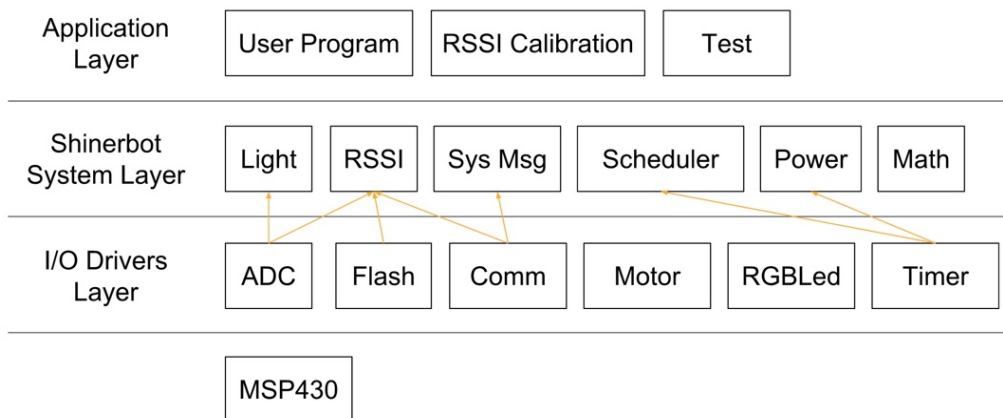 Application
Layer
User Program
RSSI Calibration
Test
Shinerbot
System Layer
Light
RSSI
Sys Msg
Scheduler
Power
Math
I/O Drivers
Layer
ADC
Flash
Comm
Motor
RGBLed
Timer
MSP430